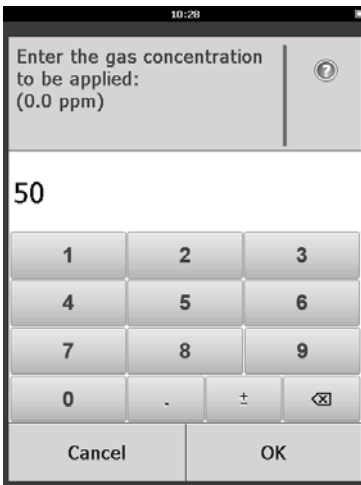 10:28
Enter the gas concentration
to be applied:
(0.0 ppm)
?
50
1 2 3
4 5 6
7 8 9
0 . ±
Cancel OK